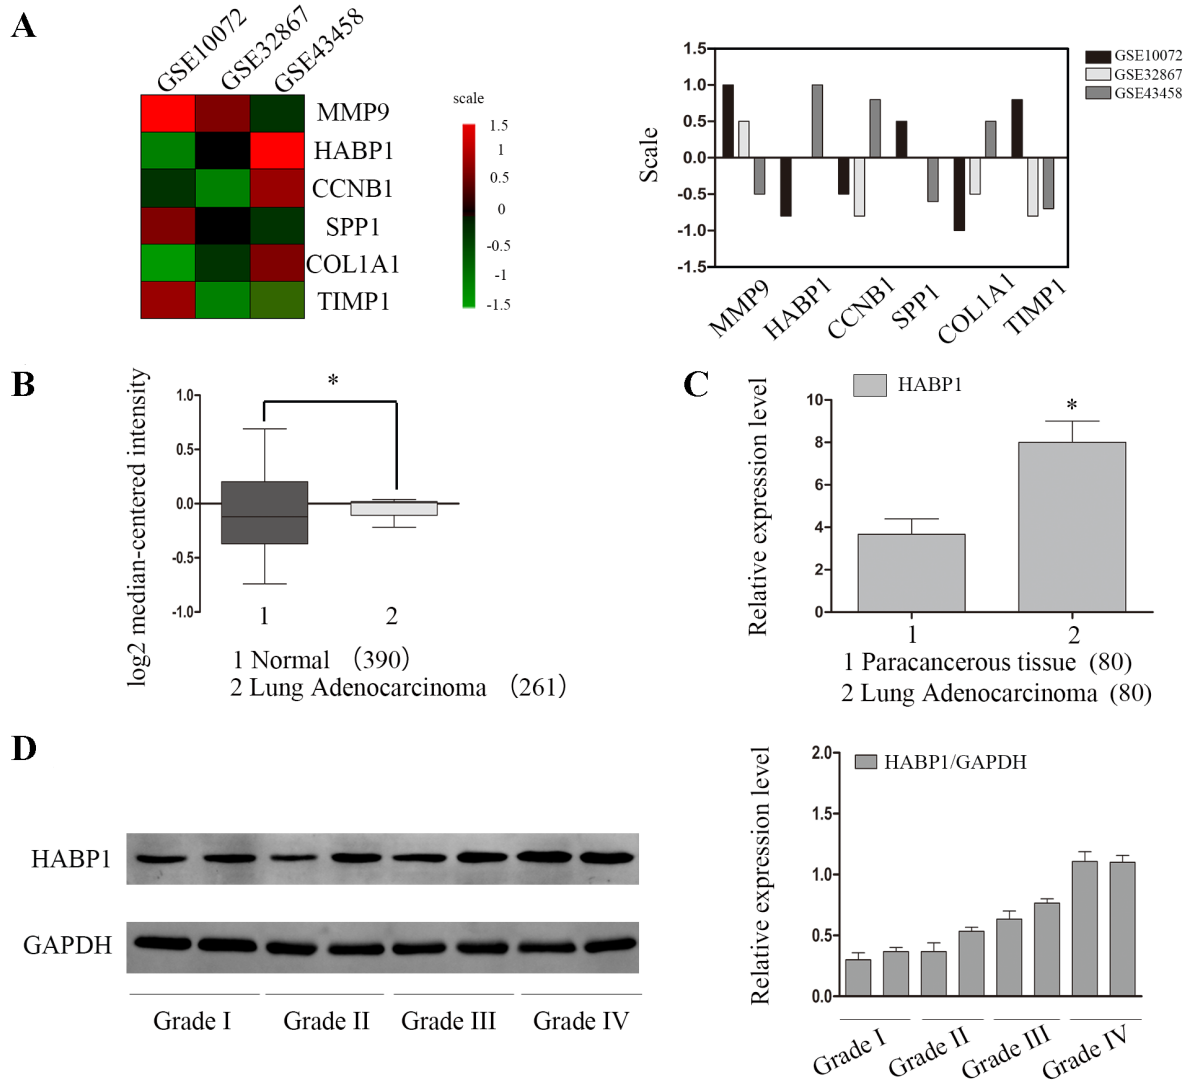 A
GSE10072
GSE32867
GSE43458
MMP9
HABP1
CCNB1
SPP1
COL1A1
TIMP1
scale
1.5
1
0.5
0
-0.5
-1
-1.5
Scale
1.5
1.0
0.5
0.0
-0.5
-1.0
-1.5
MMP9
HABP1
CCNB1
SPP1
COL1A1
TIMP1
GSE10072
GSE32867
GSE43458
B
log2 median-centered intensity
1.0
0.5
0.0
-0.5
-1.0
*
1
2
1 Normal (390)
2 Lung Adenocarcinoma (261)
C
Relative expression level
HABP1
10
8
6
4
2
0
*
1
2
1 Paracancerous tissue (80)
2 Lung Adenocarcinoma (80)
D
HABP1
GAPDH
Grade I
Grade II
Grade III
Grade IV
Relative expression level
HABP1/GAPDH
2.0
1.5
1.0
0.5
0.0
Grade I
Grade II
Grade III
Grade IV